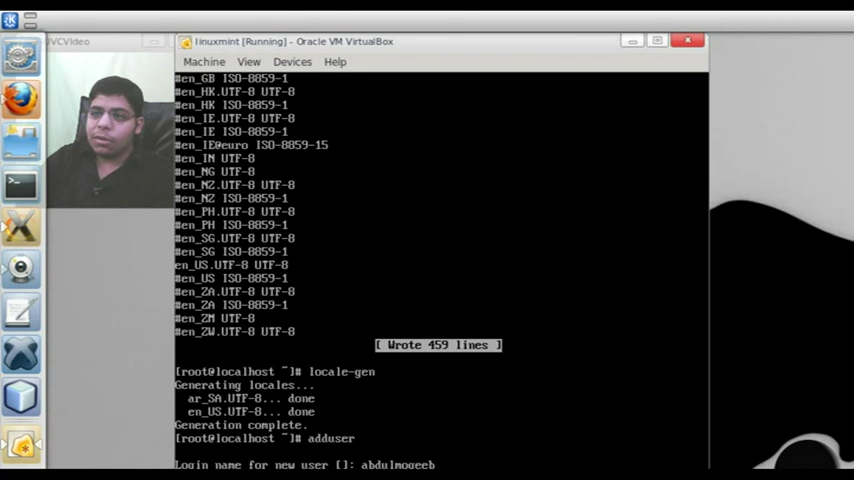 UVCVideo
linuxmint [Running] - Oracle VM VirtualBox
Machine View Devices Help
#en_GB ISO-8859-1
#en_HK.UTF-8 UTF-8
#en_HK ISO-8859-1
#en_IE.UTF-8 UTF-8
#en_IE ISO-8859-1
#en_IE@euro ISO-8859-15
#en_IN UTF-8
#en_NG UTF-8
#en_NZ.UTF-8 UTF-8
#en_NZ ISO-8859-1
#en_PH.UTF-8 UTF-8
#en_PH ISO-8859-1
#en_SG.UTF-8 UTF-8
#en_SG ISO-8859-1
en_US.UTF-8 UTF-8
#en_US ISO-8859-1
#en_ZA.UTF-8 UTF-8
#en_ZA ISO-8859-1
#en_ZM UTF-8
#en_ZW.UTF-8 UTF-8
[ Wrote 459 lines ]
[root@localhost ~]# locale-gen
Generating locales...
ar_SA.UTF-8... done
en_US.UTF-8... done
Generation complete.
[root@localhost ~]# adduser
Login name for new user []: abdulmogeeb